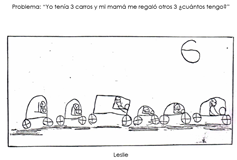 Problema: "Yo tenía 3 carros y mi mamá me regaló otros 3 ¿cuántos tengo?"
6
Leslie